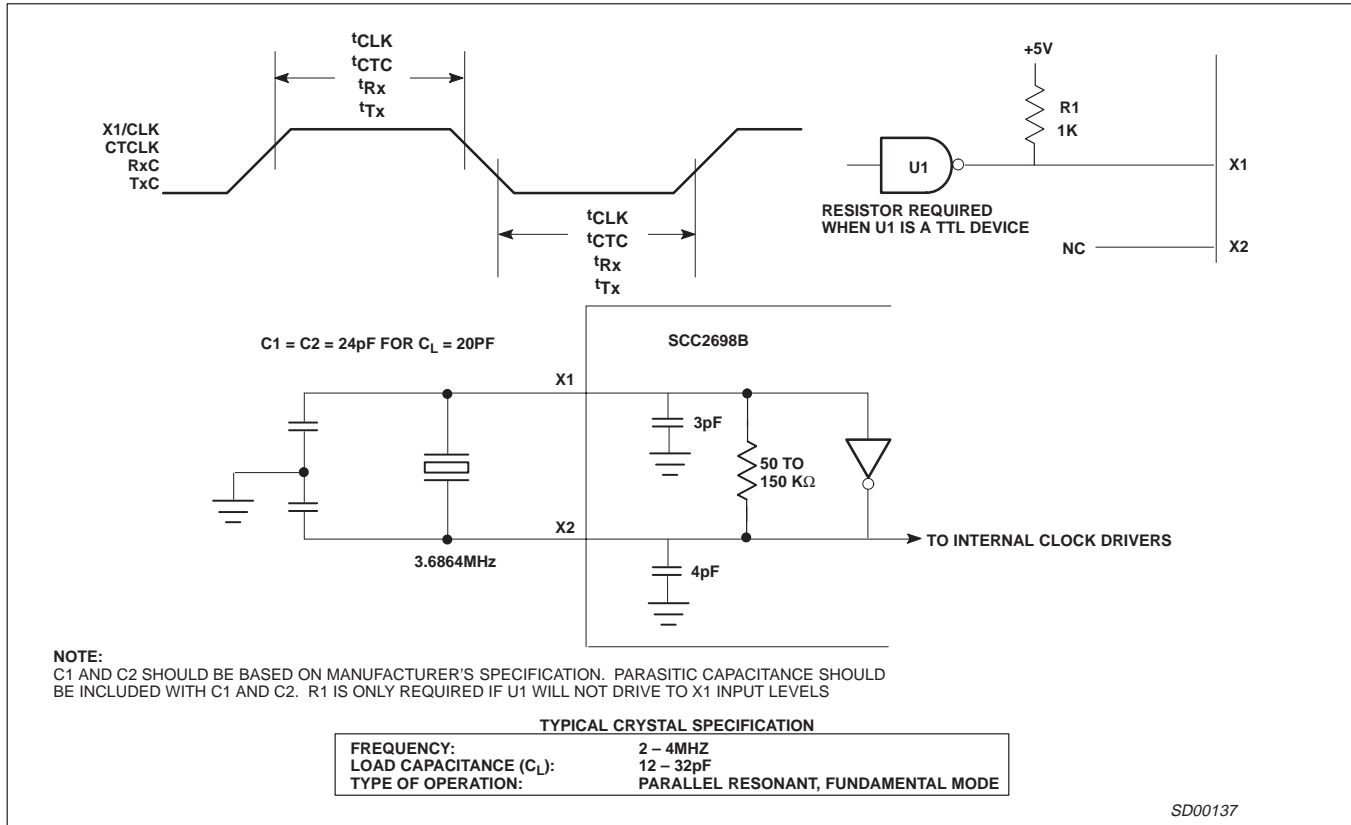 tCLK
tCTC
tRx
tTx
X1/CLK
CTCLK
RxC
TxC
tCLK
tCTC
tRx
tTx
+5V
R1
1K
U1
X1
RESISTOR REQUIRED
WHEN U1 IS A TTL DEVICE
NC
X2
C1 = C2 = 24pF FOR CL = 20PF
SCC2698B
X1
3pF
50 TO
150 KΩ
X2
TO INTERNAL CLOCK DRIVERS
3.6864MHz
4pF
NOTE:
C1 AND C2 SHOULD BE BASED ON MANUFACTURER'S SPECIFICATION. PARASITIC CAPACITANCE SHOULD
BE INCLUDED WITH C1 AND C2. R1 IS ONLY REQUIRED IF U1 WILL NOT DRIVE TO X1 INPUT LEVELS
TYPICAL CRYSTAL SPECIFICATION
FREQUENCY: 2 – 4MHZ
LOAD CAPACITANCE (CL): 12 – 32pF
TYPE OF OPERATION: PARALLEL RESONANT, FUNDAMENTAL MODE
SD00137